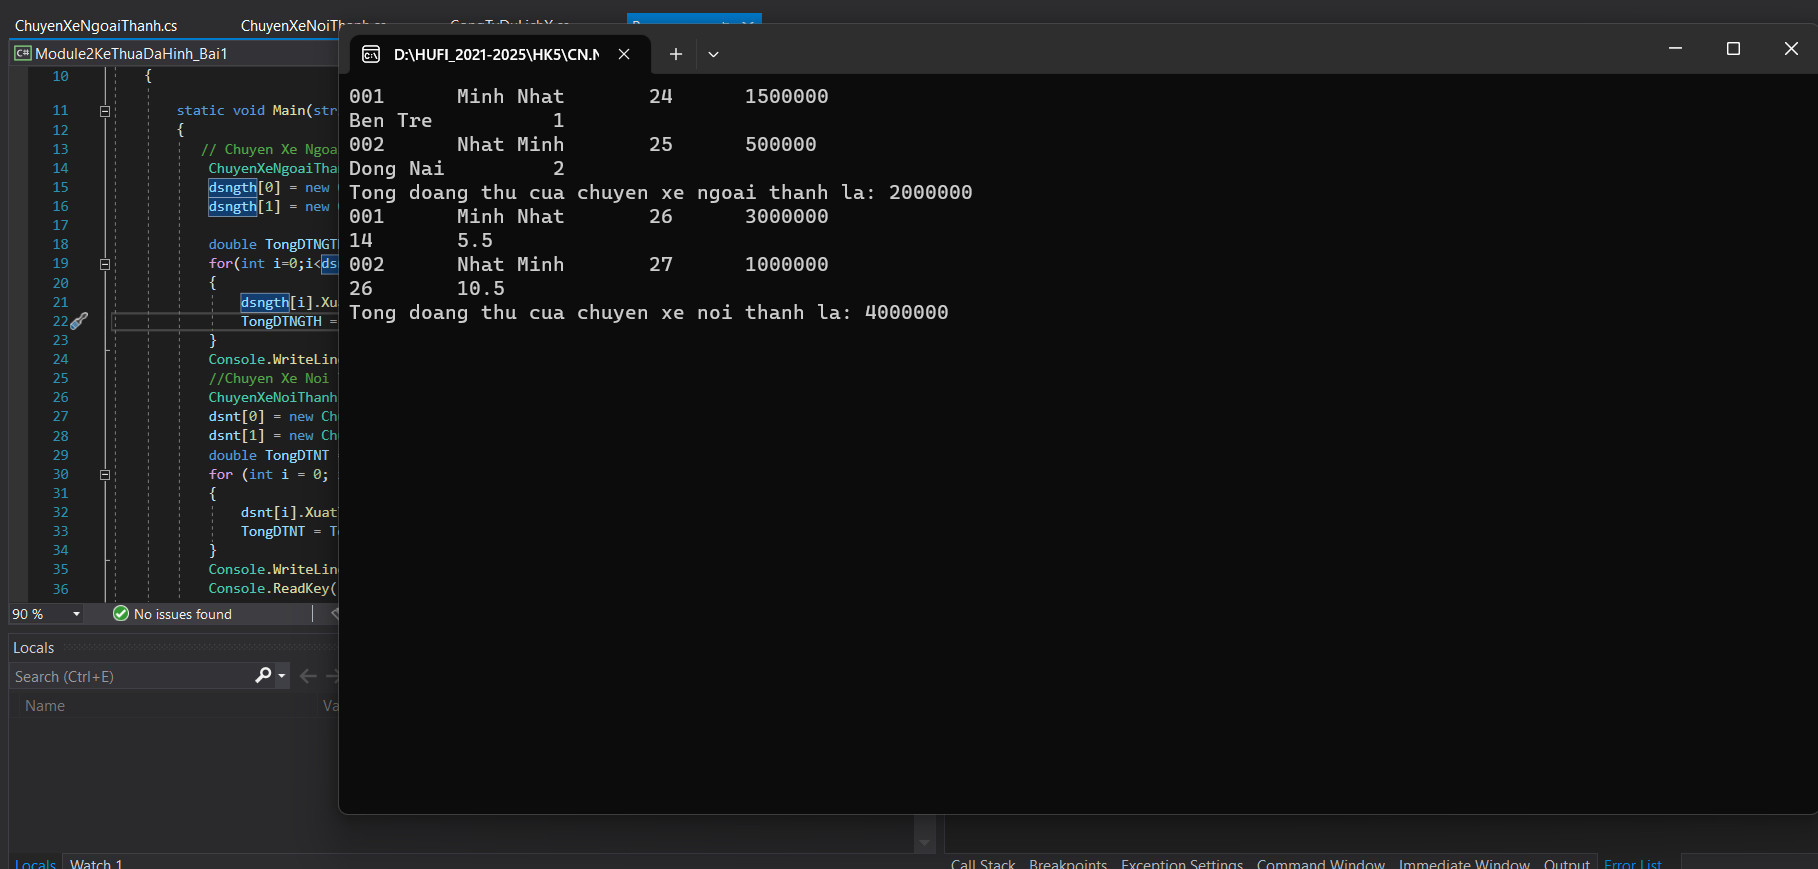 ChuyenXeNgoaiThanh.cs
Module2KeThuaDaHinh_Bai1
10 {
11 static void Main(str
12 {
13 // Chuyen Xe Ngoa
14 ChuyenXeNgoaiTha
15 dsngth[0] = new
16 dsngth[1] = new
17
18 double TongDTNGTH
19 for(int i=0;i<ds
20 {
21 dsngth[i].Xu
22 TongDTNGTH =
23 }
24 Console.WriteLin
25 //Chuyen Xe Noi
26 ChuyenXeNoiThanh
27 dsnt[0] = new Ch
28 dsnt[1] = new Ch
29 double TongDTNT
30 for (int i = 0;
31 {
32 dsnt[i].Xuat
33 TongDTNT = T
34 }
35 Console.WriteLin
36 Console.ReadKey(
90 % No issues found
Locals
Search (Ctrl+E)
Name Va
Locals Watch 1
D:\HUFI_2021-2025\HK5\CN.N
001 Minh Nhat 24 1500000
Ben Tre 1
002 Nhat Minh 25 500000
Dong Nai 2
Tong doang thu cua chuyen xe ngoai thanh la: 2000000
001 Minh Nhat 26 3000000
14 5.5
002 Nhat Minh 27 1000000
26 10.5
Tong doang thu cua chuyen xe noi thanh la: 4000000
Call Stack Breakpoints Exception Settings Command Window Immediate Window Output Error List